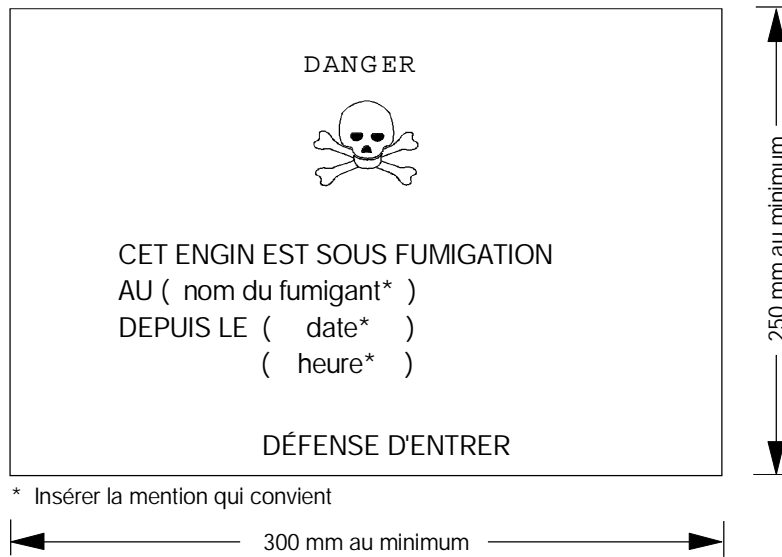 DANGER
CET ENGIN EST SOUS FUMIGATION
AU ( nom du fumigant* )
DEPUIS LE ( date* )
( heure* )
DÉFENSE D'ENTRER
* Insérer la mention qui convient
300 mm au minimum
250 mm au minimum